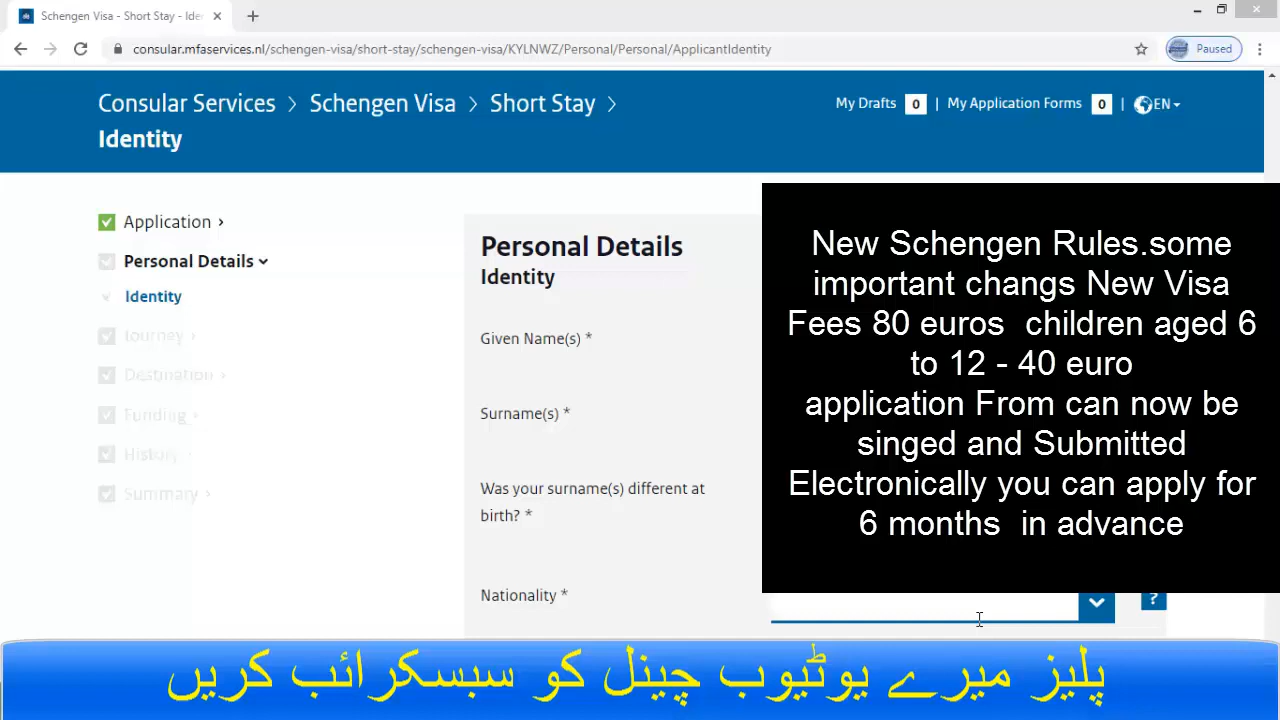 Schengen Visa - Short Stay - Ide
consular.mfaservices.nl/schengen-visa/short-stay/schengen-visa/KYLNWZ/Personal/Personal/ApplicantIdentity
Paused
Consular Services > Schengen Visa > Short Stay >
Identity
My Drafts 0 | My Application Forms 0 | EN
Application >
Personal Details
Identity
Journey >
Destination >
Funding >
History >
Summary >
Personal Details
Identity
Given Name(s) *
Surname(s) *
Was your surname(s) different at
birth? *
Nationality *
?
New Schengen Rules.some
important changs New Visa
Fees 80 euros children aged 6
to 12 - 40 euro
application From can now be
singed and Submitted
Electronically you can apply for
6 months in advance
پلیز میرے یوٹیوب چینل کو سبسکرائب کریں